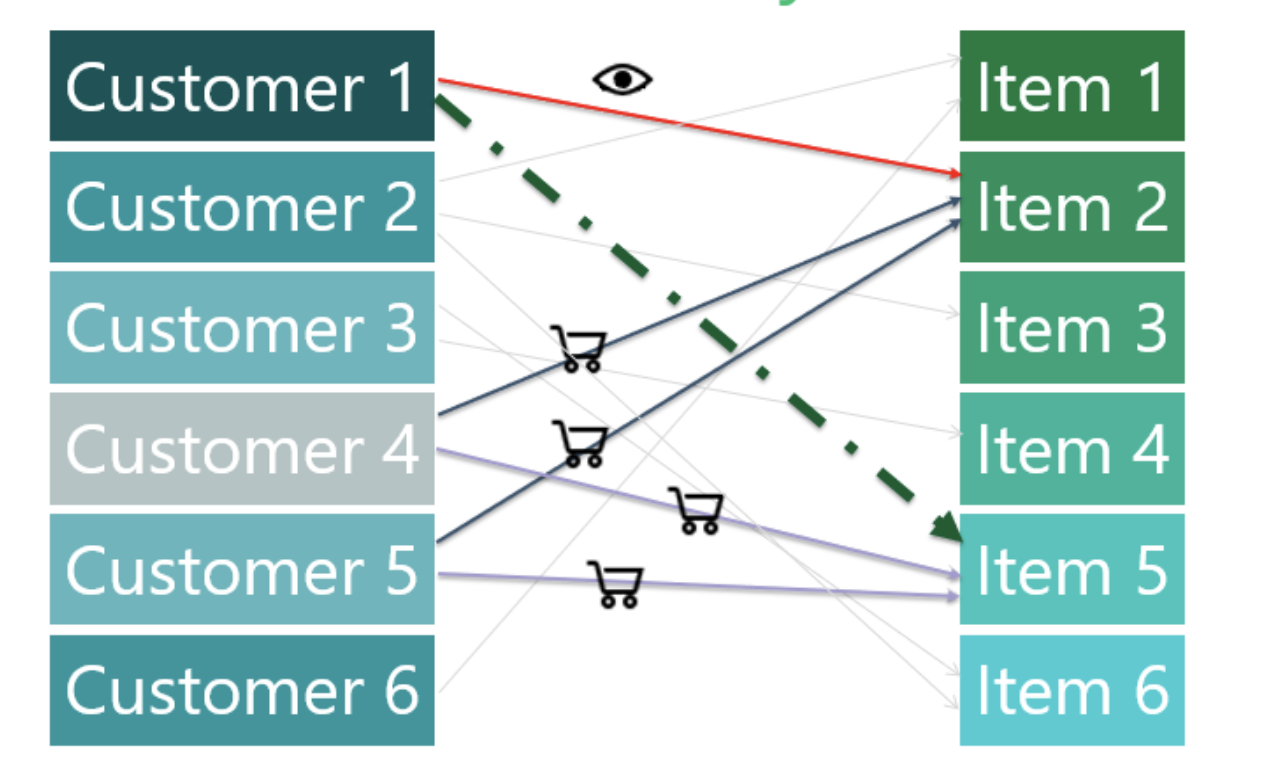 Customer 1
Item 1
Customer 2
Item 2
Customer 3
Item 3
Customer 4
Item 4
Customer 5
Item 5
Customer 6
Item 6